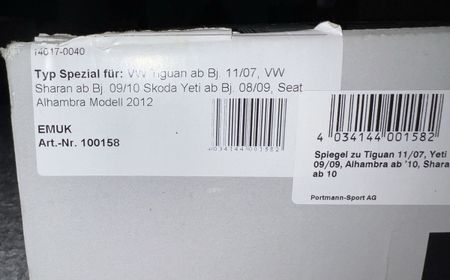 14017-0040
Typ Spezial für: VW Tiguan ab Bj. 11/07, VW
Sharan ab Bj. 09/10 Skoda Yeti ab Bj. 08/09, Seat
Alhambra Modell 2012
EMUK
Art.-Nr. 100158
4034144001582
4 034144 001582
Spiegel zu Tiguan 11/07, Yeti
09/09, Alhambra ab '10, Shara
ab 10
Portmann-Sport AG